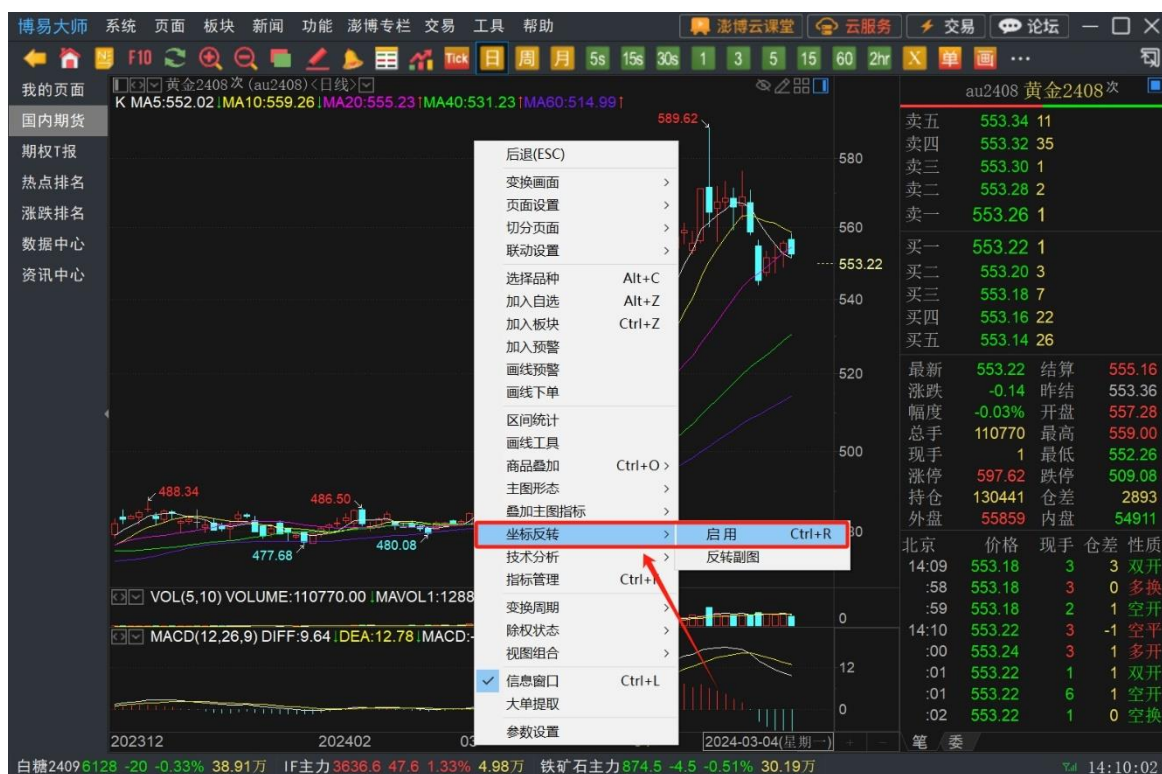 博易大师 系统 页面 板块 新闻 功能 澎博专栏 交易 工具 帮助 澎博云课堂 云服务 交易 论坛
F10 Tick 日 周 月 5s 15s 30s 1 3 5 15 60 2hr X 单 画 ···
我的页面
国内期货
期权T报
热点排名
涨跌排名
数据中心
资讯中心
黄金2408次 (au2408)<日线>
K MA5:552.02↓MA10:559.26↓MA20:555.23↑MA40:531.23↑MA60:514.99↑
589.62
580
560
553.22
540
520
500
488.34
486.50
480.08
477.68
后退(ESC)
变换画面
页面设置
切分页面
联动设置
选择品种 Alt+C
加入自选 Alt+Z
加入板块 Ctrl+Z
加入预警
画线预警
画线下单
区间统计
画线工具
商品叠加 Ctrl+O
主图形态
叠加主图指标
坐标反转
启用 Ctrl+R
技术分析
反转副图
指标管理
变换周期
除权状态
视图组合
信息窗口 Ctrl+L
大单提取
参数设置
VOL(5,10) VOLUME:110770.00↓MAVOL1:1288
0
MACD(12,26,9) DIFF:9.64↓DEA:12.78↓MACD:-
12
0
202312 202402 2024-03-04(星期一)
au2408 黄金2408次
卖五 553.34 11
卖四 553.32 35
卖三 553.30 1
卖二 553.28 2
卖一 553.26 1
买一 553.22 1
买二 553.20 3
买三 553.18 7
买四 553.16 22
买五 553.14 26
最新 553.22 结算 555.16
涨跌 -0.14 昨结 553.36
幅度 -0.03% 开盘 557.28
总手 110770 最高 559.00
现手 1 最低 552.26
涨停 597.62 跌停 509.08
持仓 130441 仓差 2893
外盘 55859 内盘 54911
北京 价格 现手 仓差 性质
14:09 553.18 3 3 双开
:58 553.18 3 0 多换
:59 553.18 2 1 空开
14:10 553.22 3 -1 空平
:00 553.24 3 1 多开
:01 553.22 1 1 双开
:01 553.22 6 1 空开
:02 553.22 1 0 空换
笔 委
白糖2409 6128 -20 -0.33% 38.91万 IF主力 3636.6 47.6 1.33% 4.98万 铁矿石主力 874.5 -4.5 -0.51% 30.19万 14:10:02